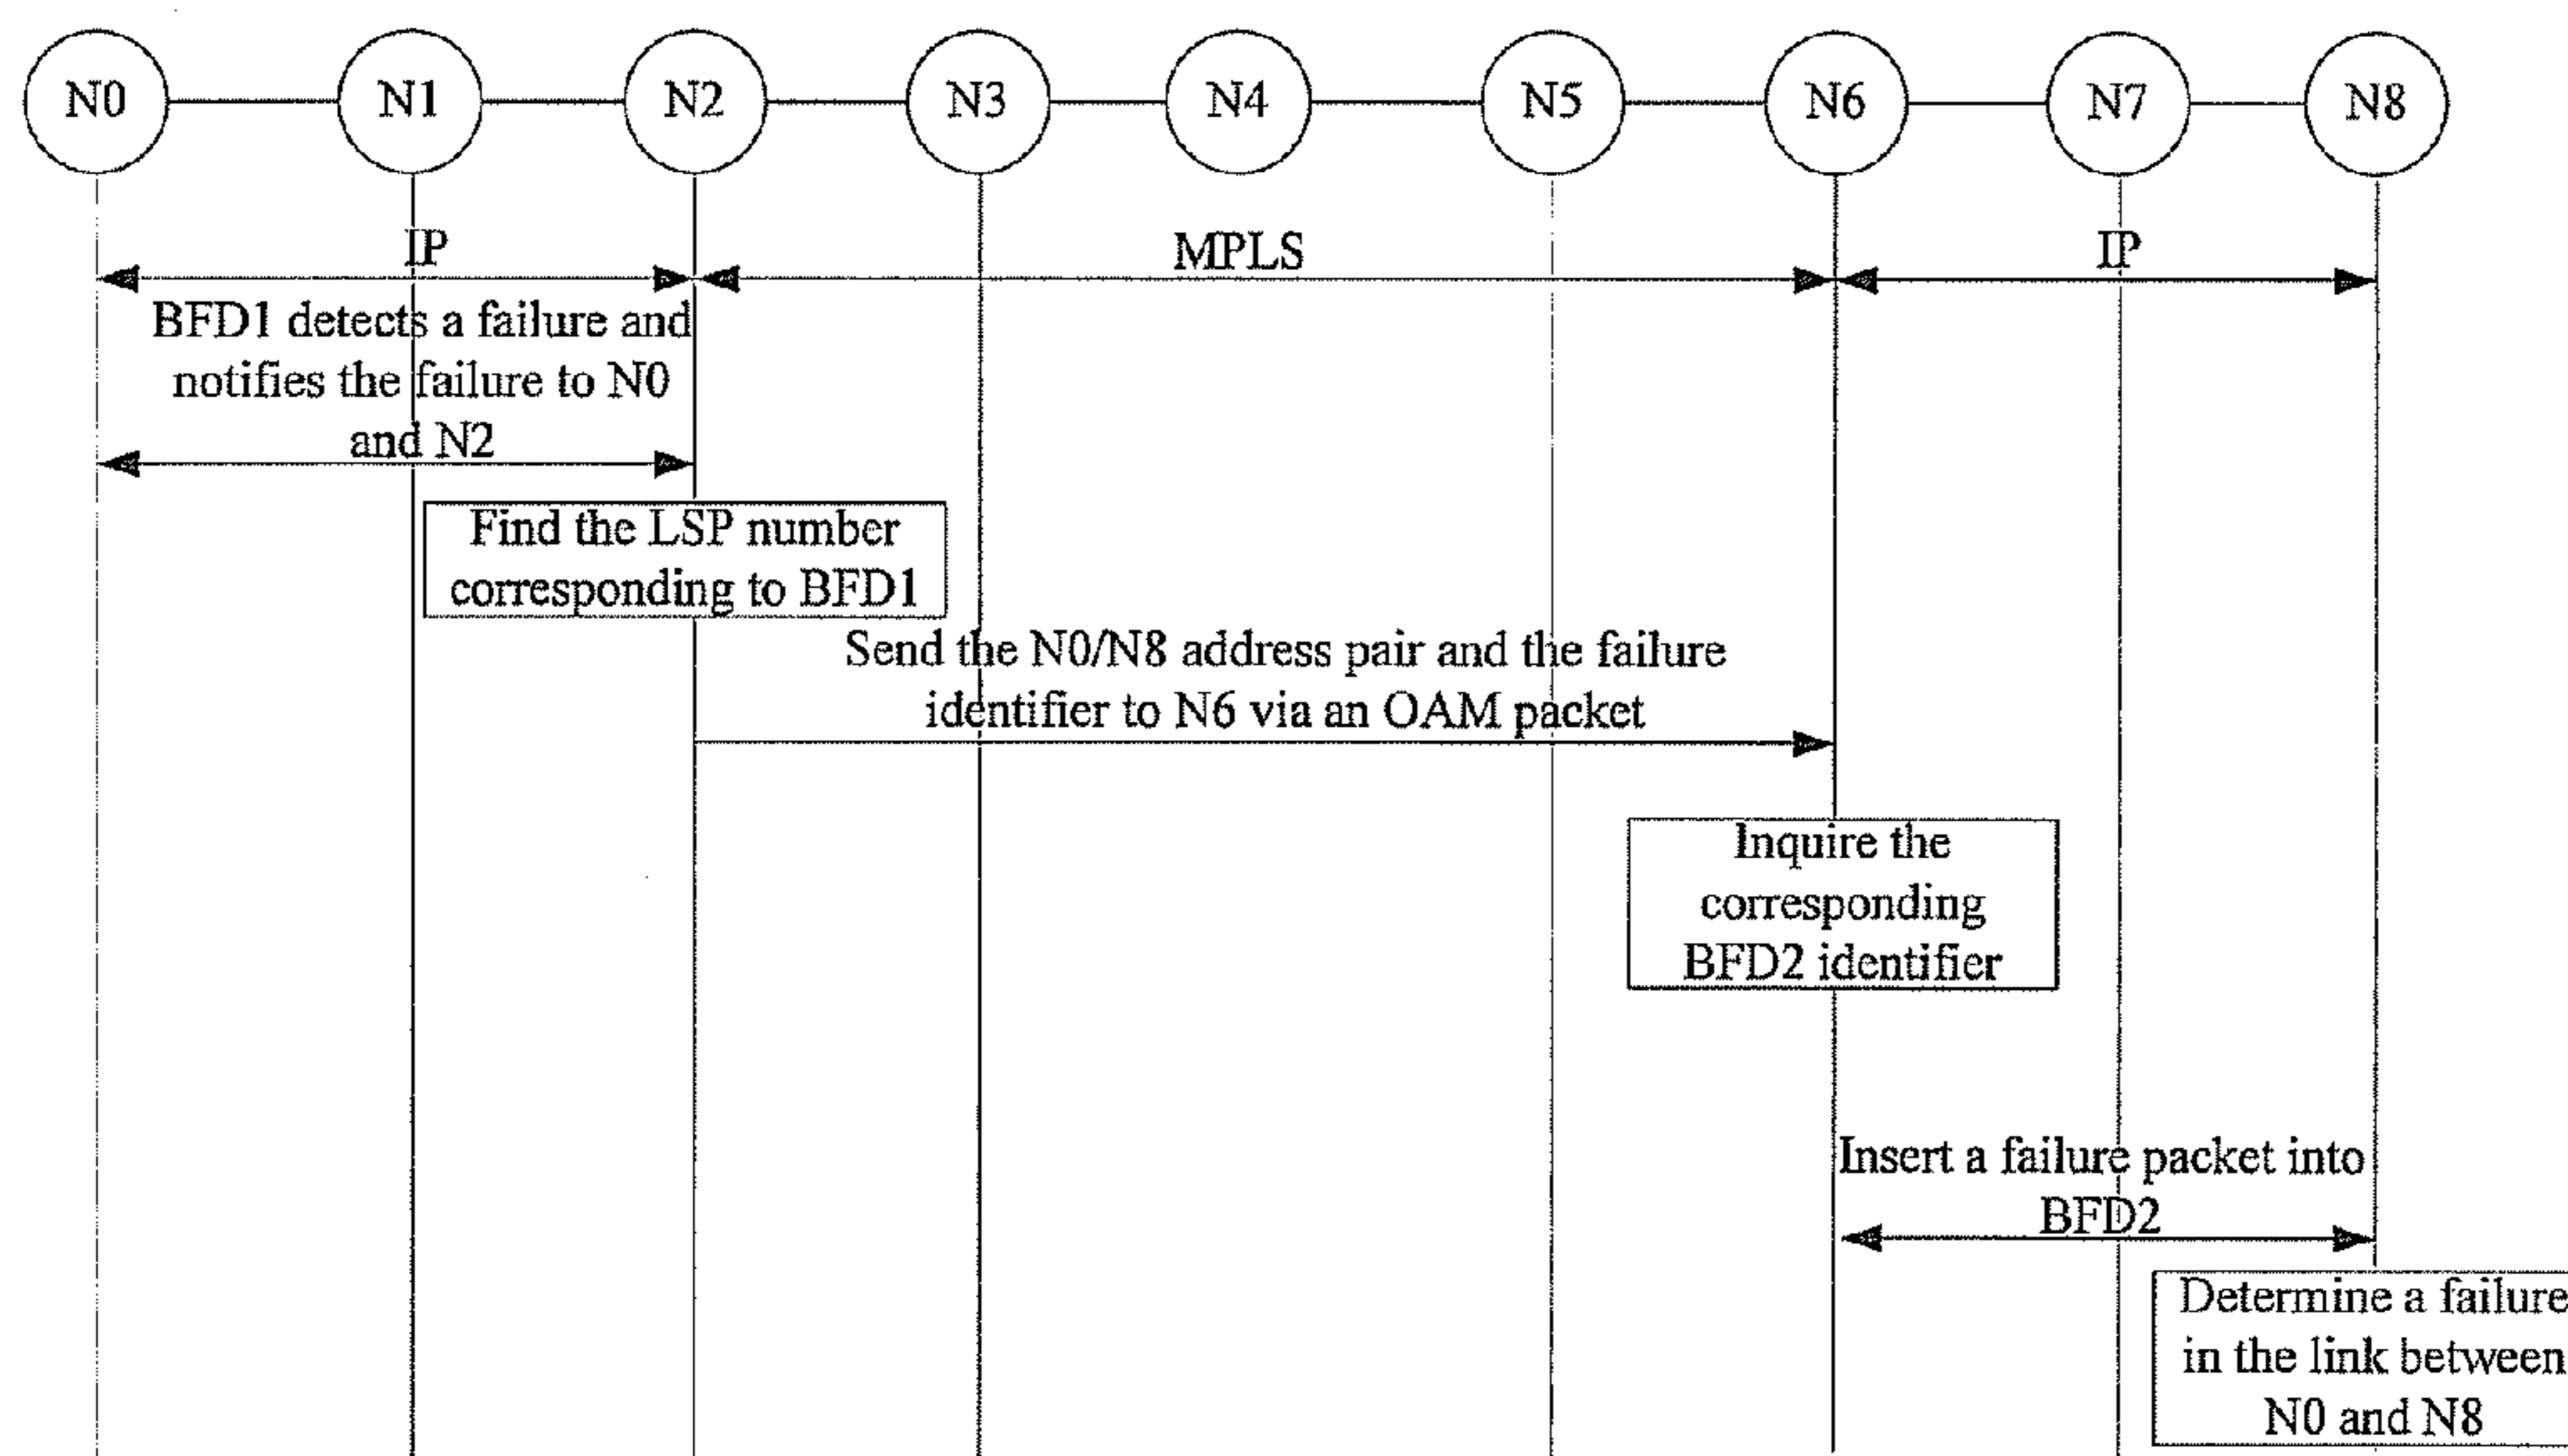 N0 N1 N2 N3 N4 N5 N6 N7 N8
IP MPLS IP
BFD1 detects a failure and
notifies the failure to N0
and N2
Find the LSP number
corresponding to BFD1
Send the N0/N8 address pair and the failure
identifier to N6 via an OAM packet
Inquire the
corresponding
BFD2 identifier
Insert a failure packet into
BFD2
Determine a failure
in the link between
N0 and N8